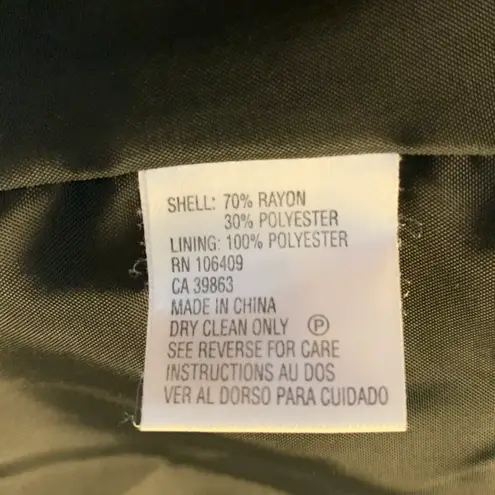 SHELL: 70% RAYON
30% POLYESTER
LINING: 100% POLYESTER
RN 106409
CA 39863
MADE IN CHINA
DRY CLEAN ONLY Ⓟ
SEE REVERSE FOR CARE
INSTRUCTIONS AU DOS
VER AL DORSO PARA CUIDADO